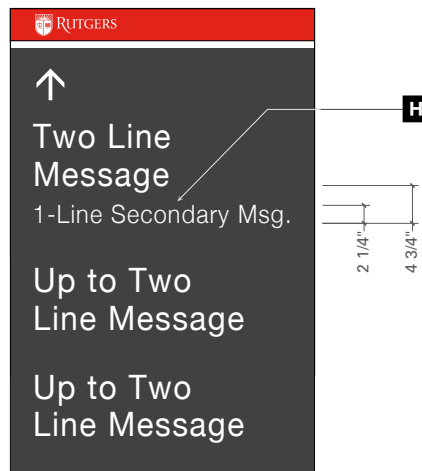 RUTGERS
H
Two Line
Message
1-Line Secondary Msg.
2 1/4"
4 3/4"
Up to Two
Line Message
Up to Two
Line Message